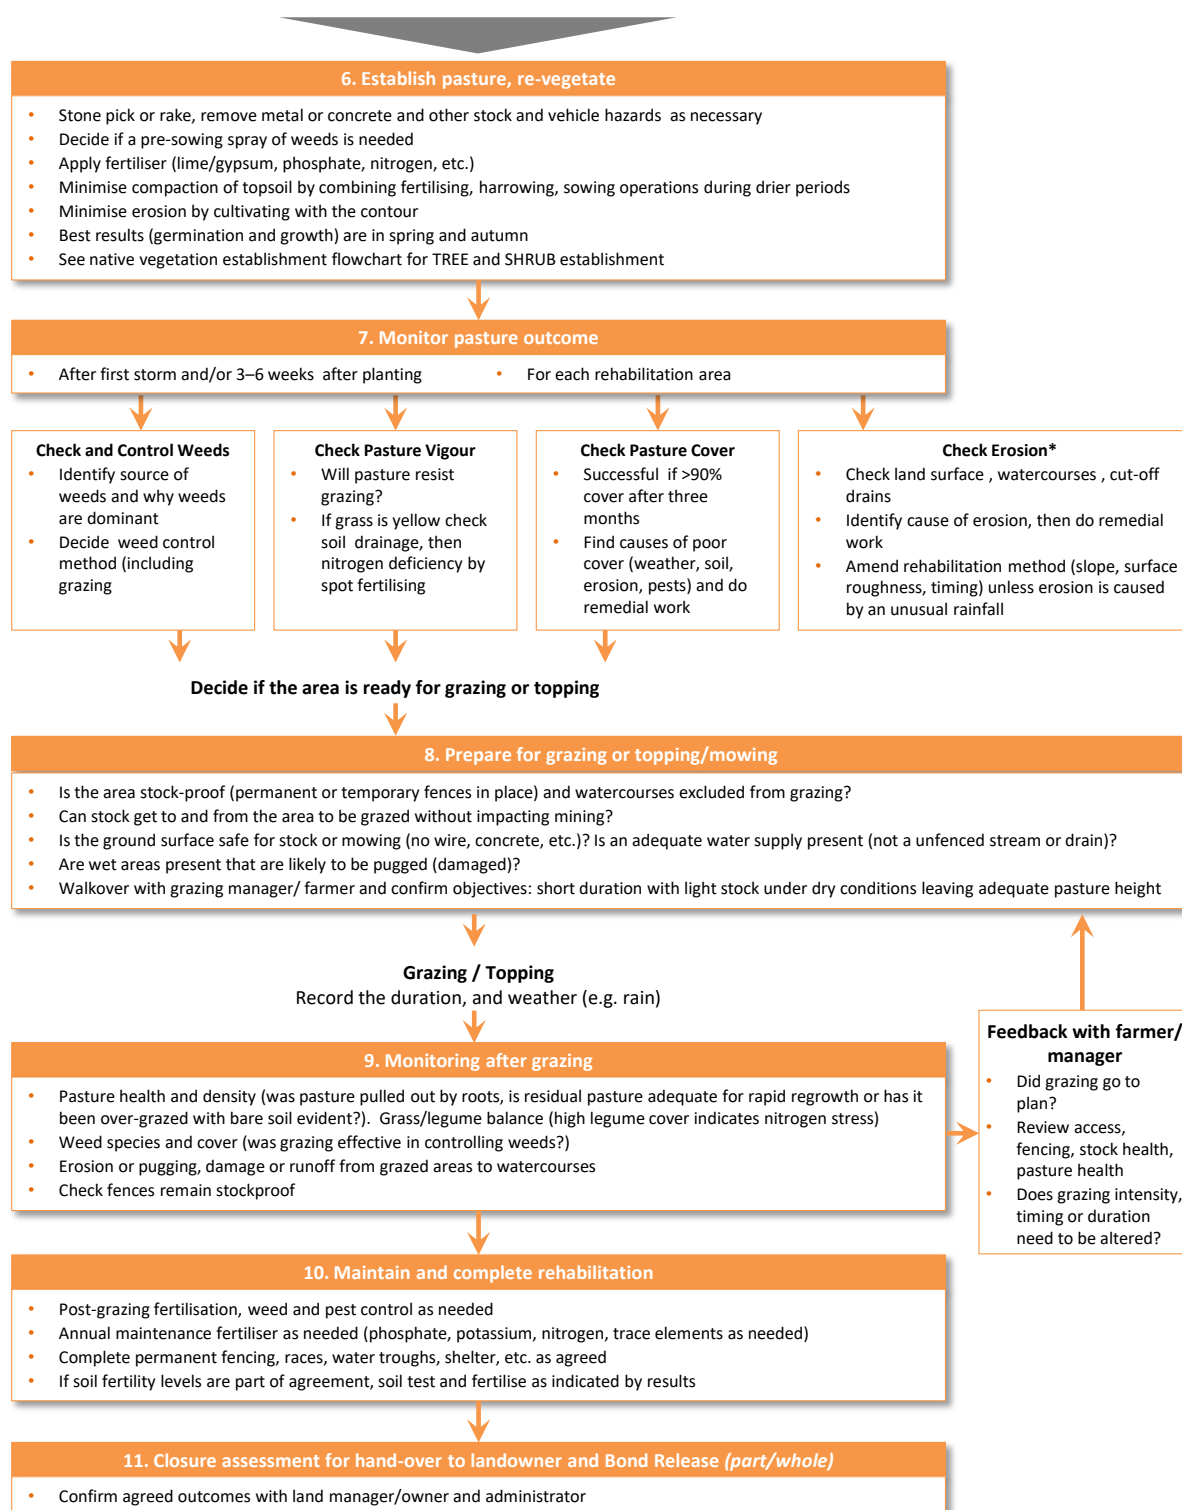 6. Establish pasture, re-vegetate
• Stone pick or rake, remove metal or concrete and other stock and vehicle hazards as necessary
• Decide if a pre-sowing spray of weeds is needed
• Apply fertiliser (lime/gypsum, phosphate, nitrogen, etc.)
• Minimise compaction of topsoil by combining fertilising, harrowing, sowing operations during drier periods
• Minimise erosion by cultivating with the contour
• Best results (germination and growth) are in spring and autumn
• See native vegetation establishment flowchart for TREE and SHRUB establishment
7. Monitor pasture outcome
• After first storm and/or 3–6 weeks after planting
• For each rehabilitation area
Check and Control Weeds
• Identify source of
weeds and why weeds
are dominant
• Decide weed control
method (including
grazing
Check Pasture Vigour
• Will pasture resist
grazing?
• If grass is yellow check
soil drainage, then
nitrogen deficiency by
spot fertilising
Check Pasture Cover
• Successful if >90%
cover after three
months
• Find causes of poor
cover (weather, soil,
erosion, pests) and do
remedial work
Check Erosion*
• Check land surface , watercourses , cut-off
drains
• Identify cause of erosion, then do remedial
work
• Amend rehabilitation method (slope, surface
roughness, timing) unless erosion is caused
by an unusual rainfall
Decide if the area is ready for grazing or topping
8. Prepare for grazing or topping/mowing
• Is the area stock-proof (permanent or temporary fences in place) and watercourses excluded from grazing?
• Can stock get to and from the area to be grazed without impacting mining?
• Is the ground surface safe for stock or mowing (no wire, concrete, etc.)? Is an adequate water supply present (not a unfenced stream or drain)?
• Are wet areas present that are likely to be pugged (damaged)?
• Walkover with grazing manager/ farmer and confirm objectives: short duration with light stock under dry conditions leaving adequate pasture height
Grazing / Topping
Record the duration, and weather (e.g. rain)
9. Monitoring after grazing
• Pasture health and density (was pasture pulled out by roots, is residual pasture adequate for rapid regrowth or has it
been over-grazed with bare soil evident?). Grass/legume balance (high legume cover indicates nitrogen stress)
• Weed species and cover (was grazing effective in controlling weeds?)
• Erosion or pugging, damage or runoff from grazed areas to watercourses
• Check fences remain stockproof
Feedback with farmer/
manager
• Did grazing go to
plan?
• Review access,
fencing, stock health,
pasture health
• Does grazing intensity,
timing or duration
need to be altered?
10. Maintain and complete rehabilitation
• Post-grazing fertilisation, weed and pest control as needed
• Annual maintenance fertiliser as needed (phosphate, potassium, nitrogen, trace elements as needed)
• Complete permanent fencing, races, water troughs, shelter, etc. as agreed
• If soil fertility levels are part of agreement, soil test and fertilise as indicated by results
11. Closure assessment for hand-over to landowner and Bond Release (part/whole)
• Confirm agreed outcomes with land manager/owner and administrator